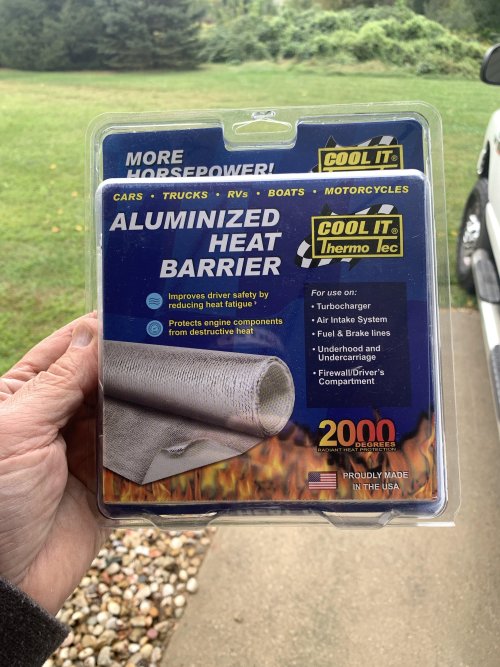 MORE
HORSEPOWER!
COOL IT®
CARS • TRUCKS • RVs • BOATS • MOTORCYCLES
ALUMINIZED
HEAT
BARRIER
COOL IT®
Thermo Tec
Improves driver safety by
reducing heat fatigue
Protects engine components
from destructive heat
For use on:
• Turbocharger
• Air Intake System
• Fuel & Brake lines
• Underhood and
Undercarriage
• Firewall/Driver's
Compartment
2000
DEGREES
RADIANT HEAT PROTECTION
PROUDLY MADE
IN THE USA